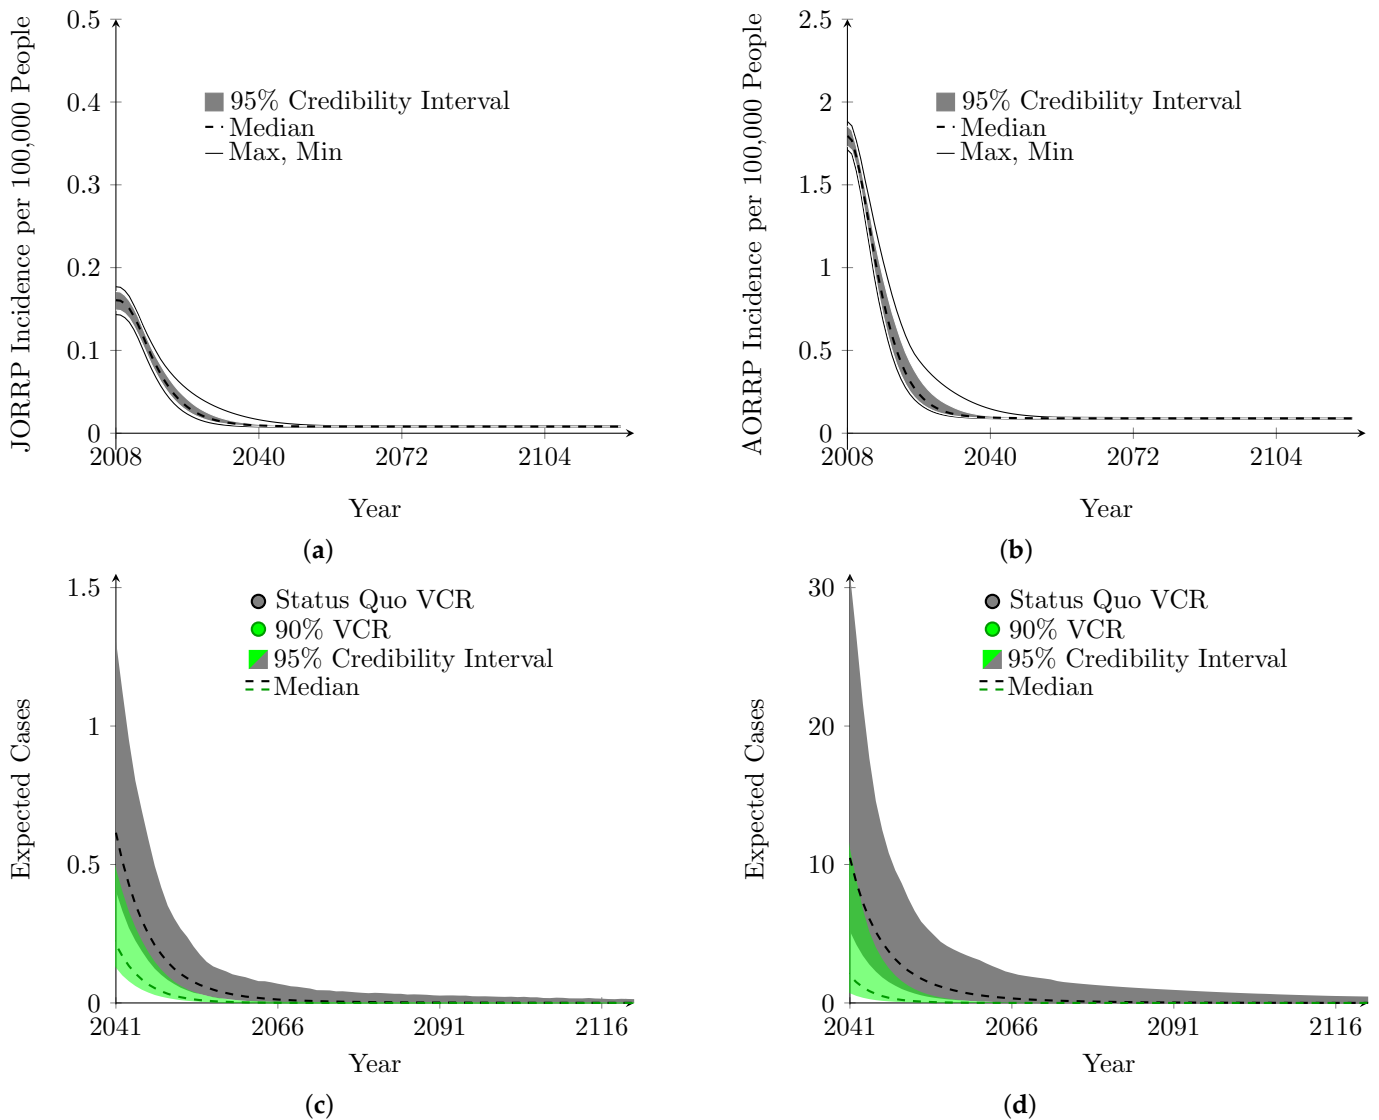 JORRP Incidence per 100,000 People
0.5
0.4
0.3
0.2
0.1
0
95% Credibility Interval
Median
Max, Min
2008 2040 2072 2104
Year
(a)
AORRP Incidence per 100,000 People
2.5
2
1.5
1
0.5
0
95% Credibility Interval
Median
Max, Min
2008 2040 2072 2104
Year
(b)
Expected Cases
1.5
1
0.5
0
Status Quo VCR
90% VCR
95% Credibility Interval
Median
2041 2066 2091 2116
Year
(c)
Expected Cases
30
20
10
0
Status Quo VCR
90% VCR
95% Credibility Interval
Median
2041 2066 2091 2116
Year
(d)